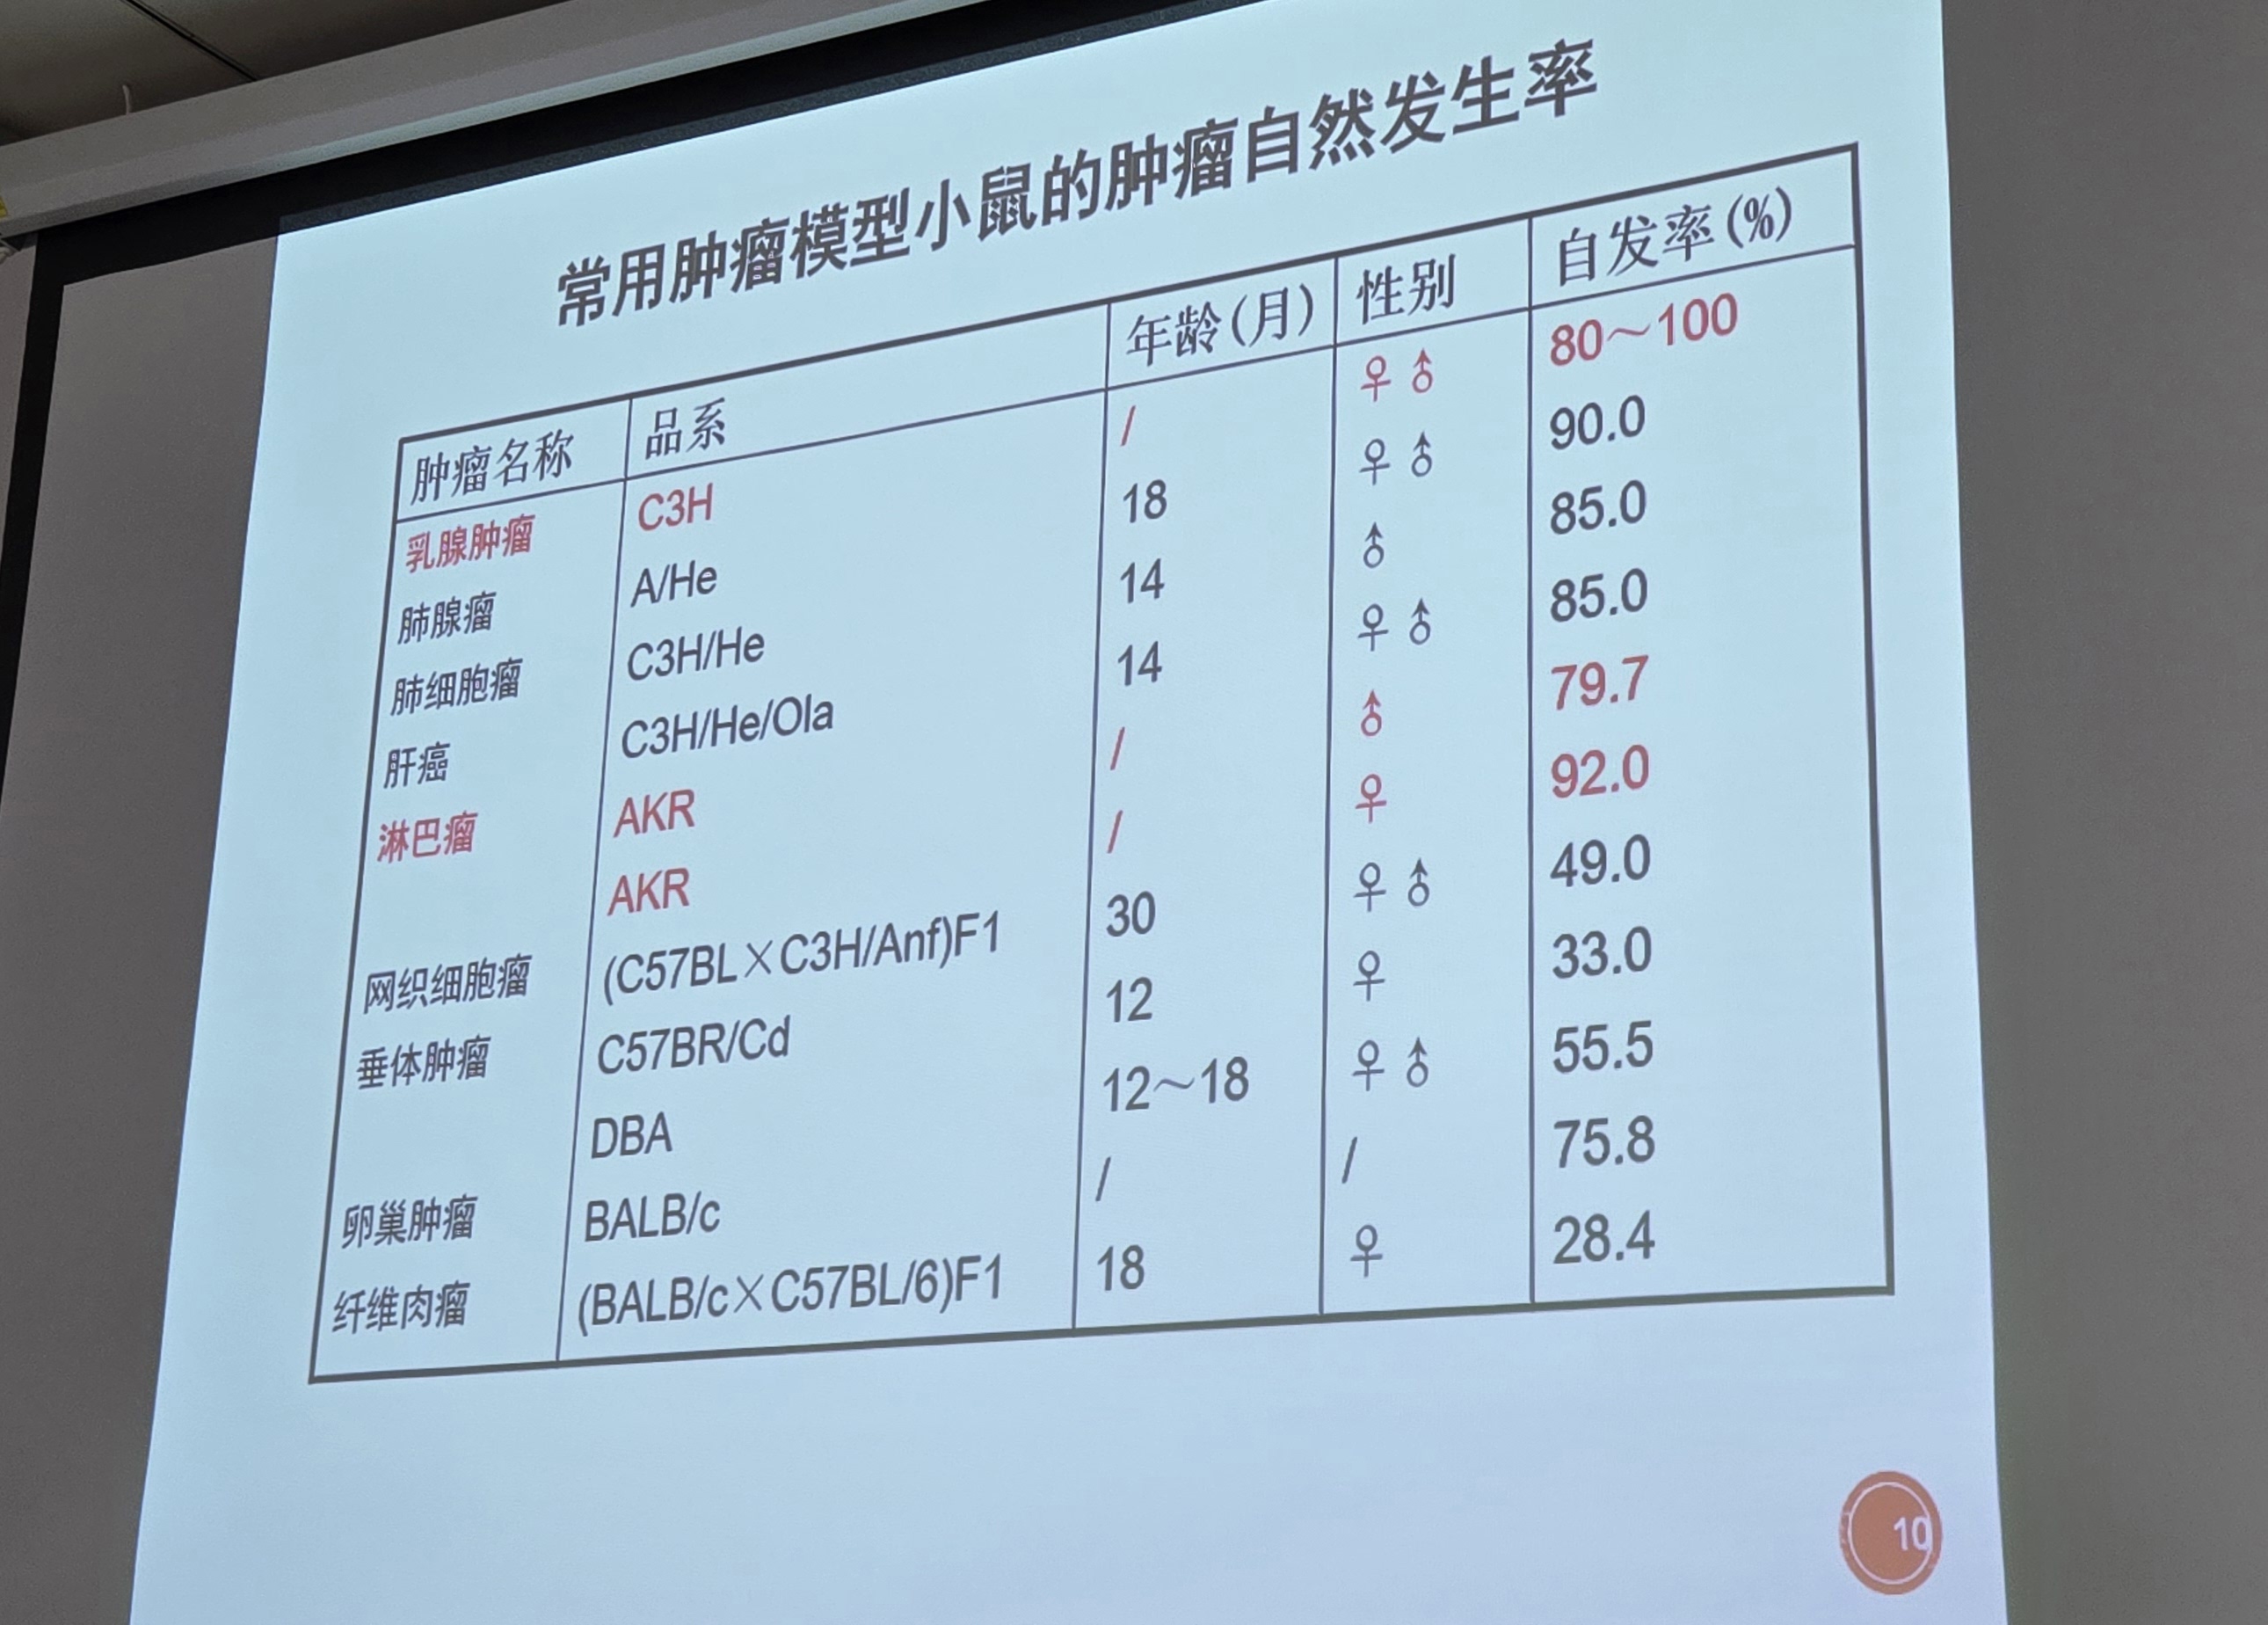 常用肿瘤模型小鼠的肿瘤自然发生率
肿瘤名称 品系 年龄(月) 性别 自发率(%)
乳腺肿瘤 C3H / ♀ ♂ 80～100
肺腺瘤 A/He 18 ♀ ♂ 90.0
肺细胞瘤 C3H/He 14 ♂ 85.0
肝癌 C3H/He/Ola 14 ♀ ♂ 85.0
淋巴瘤 AKR / ♂ 79.7
AKR / ♀ 92.0
网织细胞瘤 (C57BL×C3H/Anf)F1 30 ♀ ♂ 49.0
垂体肿瘤 C57BR/Cd 12 ♀ 33.0
DBA 12～18 ♀ ♂ 55.5
卵巢肿瘤 BALB/c / / 75.8
纤维肉瘤 (BALB/c×C57BL/6)F1 18 ♀ 28.4
10